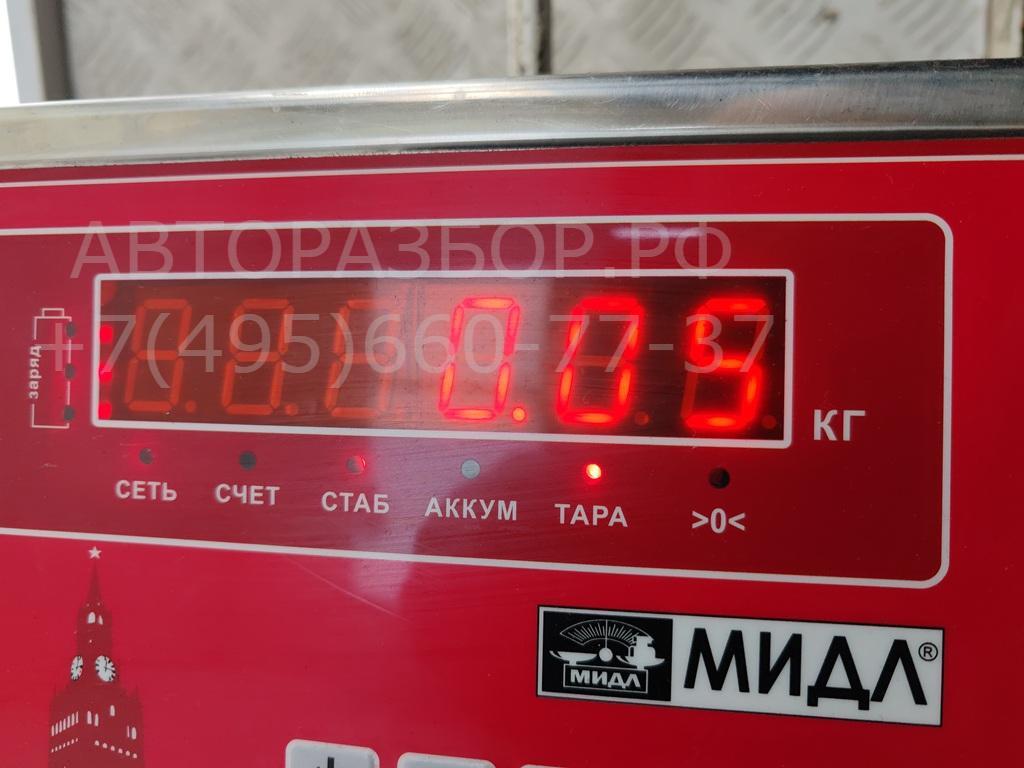 АВТОРАЗБОР.РФ
+7(495)660-77-37
заряд
0.05 КГ
СЕТЬ СЧЕТ СТАБ АККУМ ТАРА >0<
МИДЛ МИДЛ®